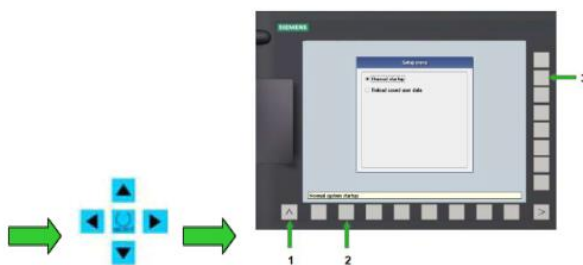 SIEMENS
Setup menu
Normal startup
Reload saved user data
Normal system startup
3
1
2